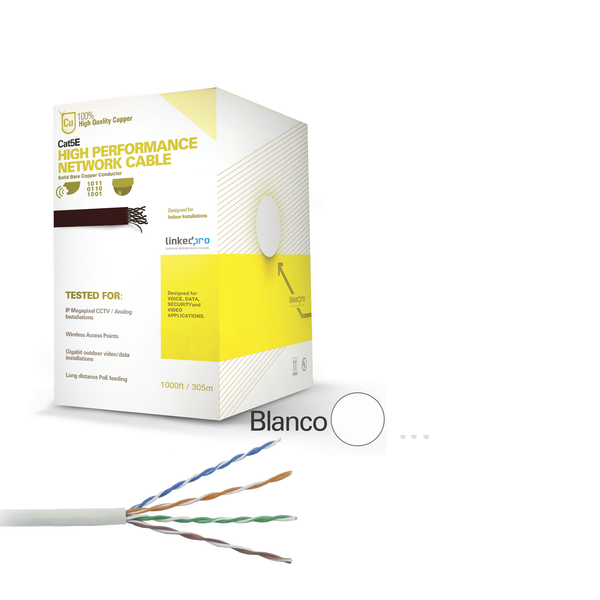 Cu
100%
High Quality Copper
Cat5E
HIGH PERFORMANCE
NETWORK CABLE
Solid Bare Copper Conductor
1011
0110
1001
Designed for
Indoor Installations
linkedpro
TESTED FOR:
IP Megapixel CCTV / Analog
Installations
Wireless Access Points
Gigabit outdoor video/data
installations
Long distance PoE feeding
Designed for
VOICE, DATA,
SECURITY and
VIDEO
APPLICATIONS.
1000ft / 305m
linkedpro
Blanco